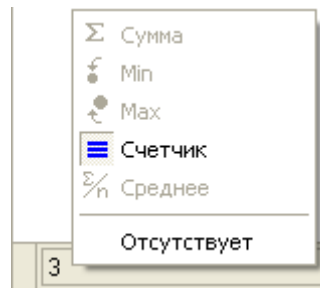 Σ Сумма
Min
Max
Счетчик
Σ/n Среднее
Отсутствует
3